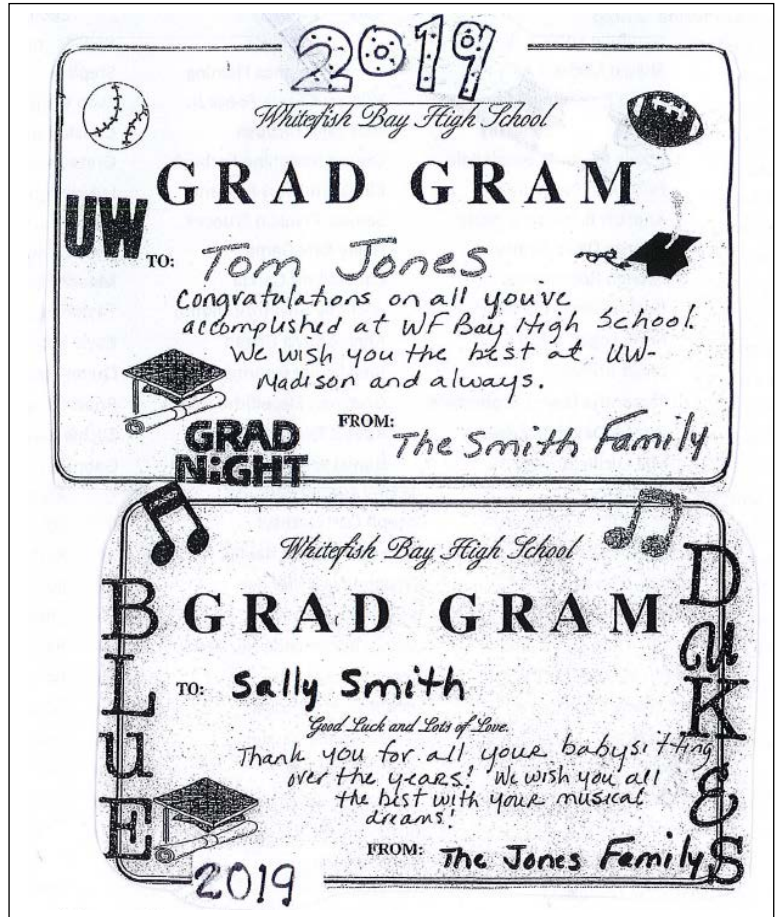 2019
Whitefish Bay High School
GRAD GRAM
UW
TO: Tom Jones
Congratulations on all you've
accomplished at WF Bay High School.
We wish you the best at UW-
Madison and always.
GRAD
NiGHT
FROM: The Smith Family
Whitefish Bay High School
GRAD GRAM
BLuE
DuKES
TO: Sally Smith
Good Luck and Lots of Love.
Thank you for all your babysitting
over the years! We wish you all
the best with your musical
dreams!
FROM: The Jones Family
2019